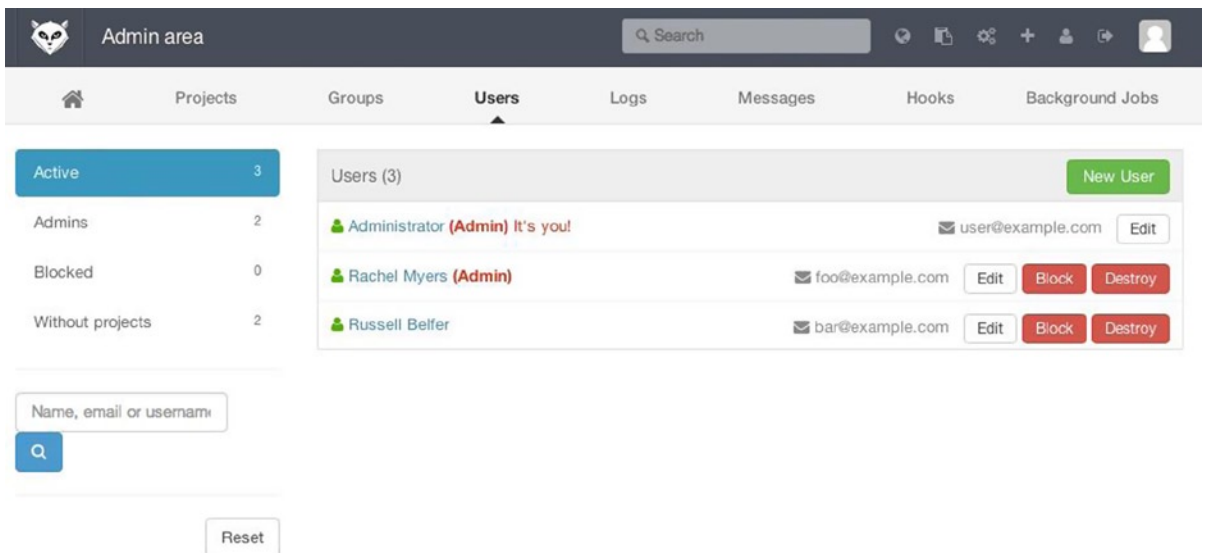 Admin area
Search
Projects Groups Users Logs Messages Hooks Background Jobs
Active 3
Admins 2
Blocked 0
Without projects 2
Name, email or usernam
Reset
Users (3) New User
Administrator (Admin) It's you! user@example.com Edit
Rachel Myers (Admin) foo@example.com Edit Block Destroy
Russell Belfer bar@example.com Edit Block Destroy